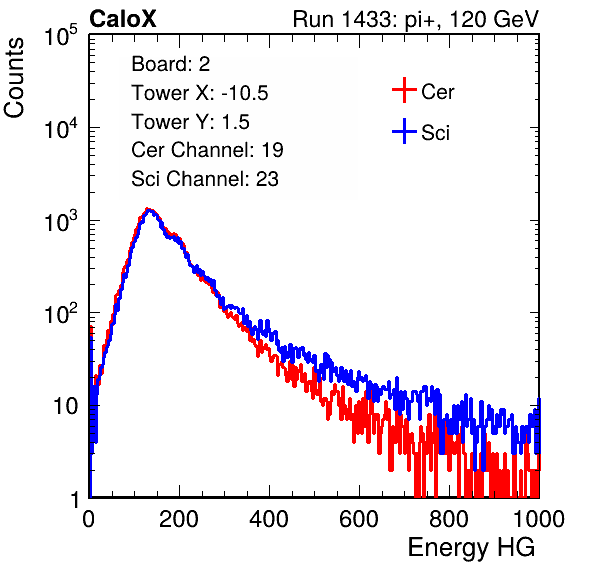 CaloX Run 1433: pi+, 120 GeV
Counts
Board: 2
Tower X: -10.5
Tower Y: 1.5
Cer Channel: 19
Sci Channel: 23
Cer
Sci
10^5
10^4
10^3
10^2
10
1
0 200 400 600 800 1000
Energy HG